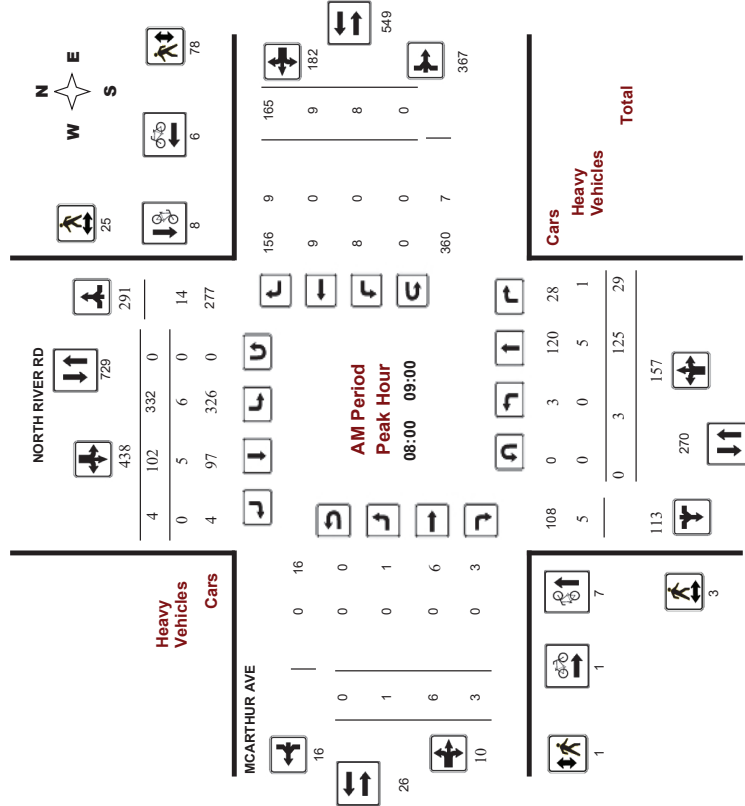 N
W E
S
78
6
25
8
549
182
367
165 9 8 0
9 0 0 0 7
156 9 8 0 360
NORTH RIVER RD
729
438
291
4 102 332 0
0 5 6 0 14
4 97 326 0 277
Heavy
Vehicles
Cars
AM Period
Peak Hour
08:00 09:00
MCARTHUR AVE
16
26
10
0 1 6 3
0 0 0 0 0
16 0 1 6 3
Cars
Heavy
Vehicles
Total
108 0 3 120 28
5 0 0 5 1
0 3 125 29
113
157
270
1
7
1
3